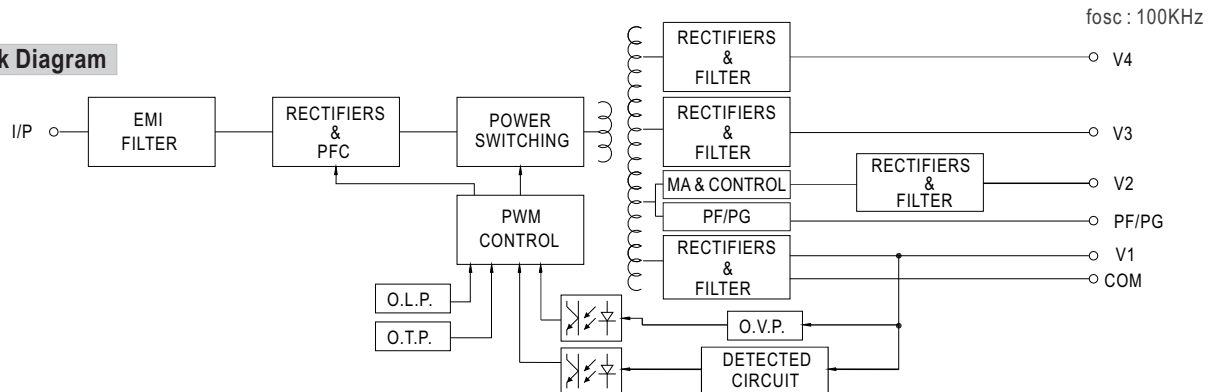 fosc : 100KHz
k Diagram
I/P
EMI
FILTER
RECTIFIERS
&
PFC
POWER
SWITCHING
PWM
CONTROL
O.L.P.
O.T.P.
RECTIFIERS
&
FILTER
V4
RECTIFIERS
&
FILTER
V3
MA & CONTROL
RECTIFIERS
&
FILTER
V2
PF/PG
PF/PG
RECTIFIERS
&
FILTER
V1
COM
O.V.P.
DETECTED
CIRCUIT